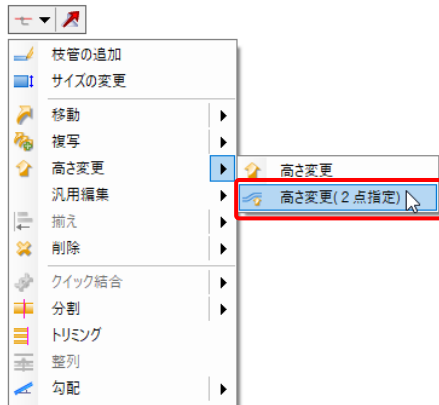 枝管の追加
サイズの変更
移動
複写
高さ変更
高さ変更
汎用編集
高さ変更(2点指定)
揃え
削除
クイック結合
分割
トリミング
整列
勾配